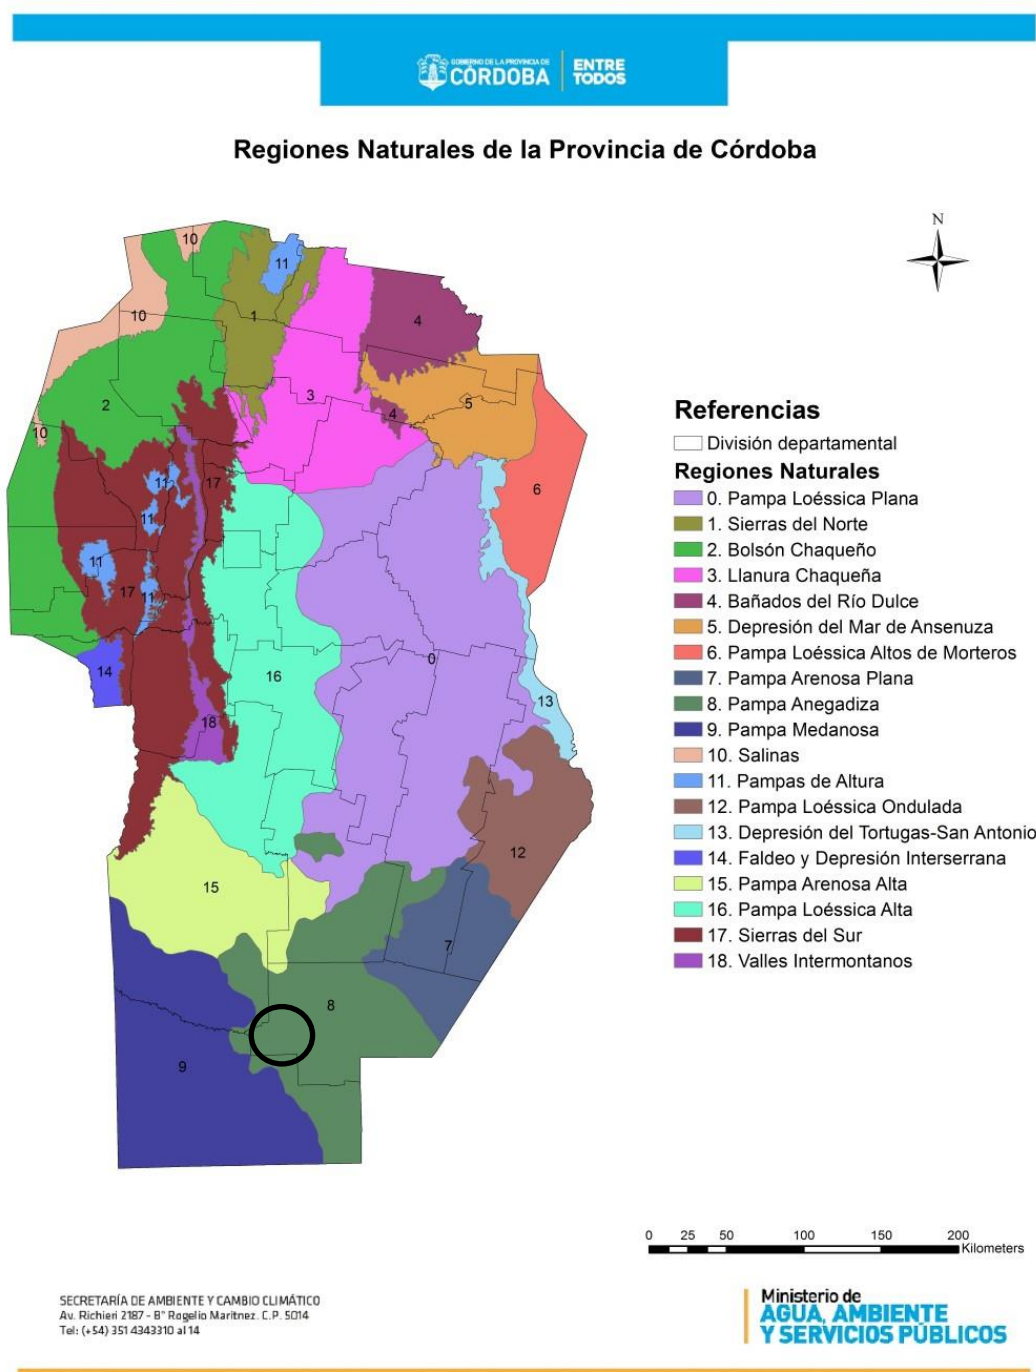 GOBIERNO DE LA PROVINCIA DE
CÓRDOBA
ENTRE
TODOS
Regiones Naturales de la Provincia de Córdoba
N
10
11
10
1
4
3
2
4
5
10
11
17
6
11
11
17
11
14
16
0
18
13
12
15
7
8
9
Referencias
División departamental
Regiones Naturales
0. Pampa Loéssica Plana
1. Sierras del Norte
2. Bolsón Chaqueño
3. Llanura Chaqueña
4. Bañados del Río Dulce
5. Depresión del Mar de Ansenuza
6. Pampa Loéssica Altos de Morteros
7. Pampa Arenosa Plana
8. Pampa Anegadiza
9. Pampa Medanosa
10. Salinas
11. Pampas de Altura
12. Pampa Loéssica Ondulada
13. Depresión del Tortugas-San Antonio
14. Faldeo y Depresión Interserrana
15. Pampa Arenosa Alta
16. Pampa Loéssica Alta
17. Sierras del Sur
18. Valles Intermontanos
0 25 50 100 150 200
Kilometers
SECRETARÍA DE AMBIENTE Y CAMBIO CLIMÁTICO
Av. Richieri 2187 - B° Rogelio Martínez. C.P. 5014
Tel: (+54) 351 4343310 al 14
Ministerio de
AGUA, AMBIENTE
Y SERVICIOS PÚBLICOS